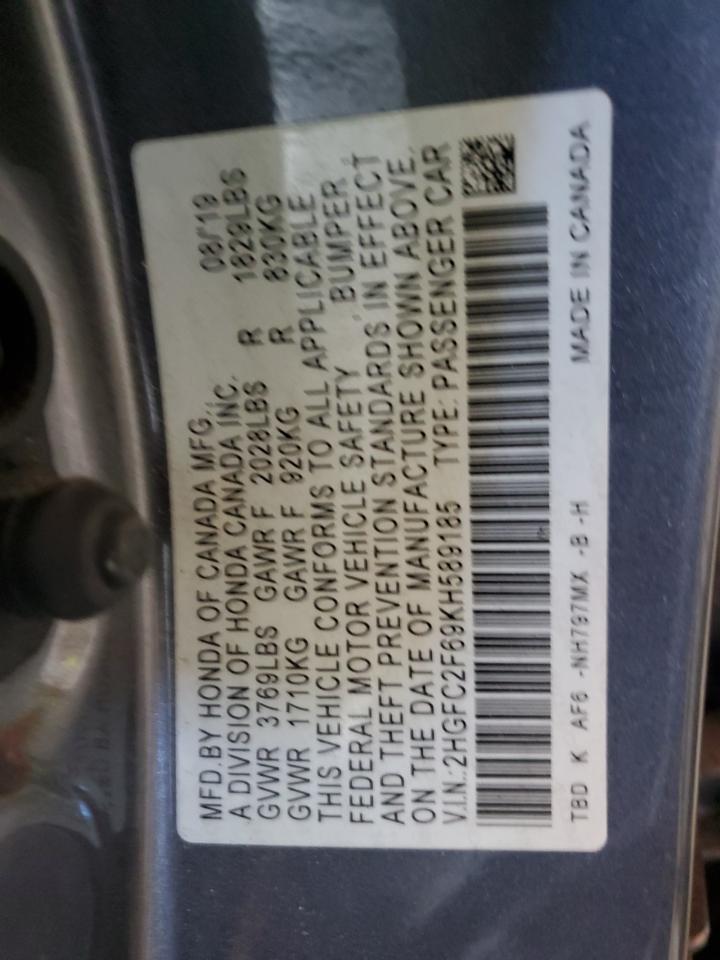 MFD. BY HONDA OF CANADA MFG., 08/'19
A DIVISION OF HONDA CANADA INC.
GVWR 3769LBS GAWR F 2028LBS R 1829LBS
GVWR 1710KG GAWR F 920KG R 830KG
THIS VEHICLE CONFORMS TO ALL APPLICABLE
FEDERAL MOTOR VEHICLE SAFETY, BUMPER,
AND THEFT PREVENTION STANDARDS IN EFFECT
ON THE DATE OF MANUFACTURE SHOWN ABOVE.
V.I.N.:2HGFC2F69KH589185 TYPE: PASSENGER CAR
TBD K AF6 -NH797MX -B -H MADE IN CANADA